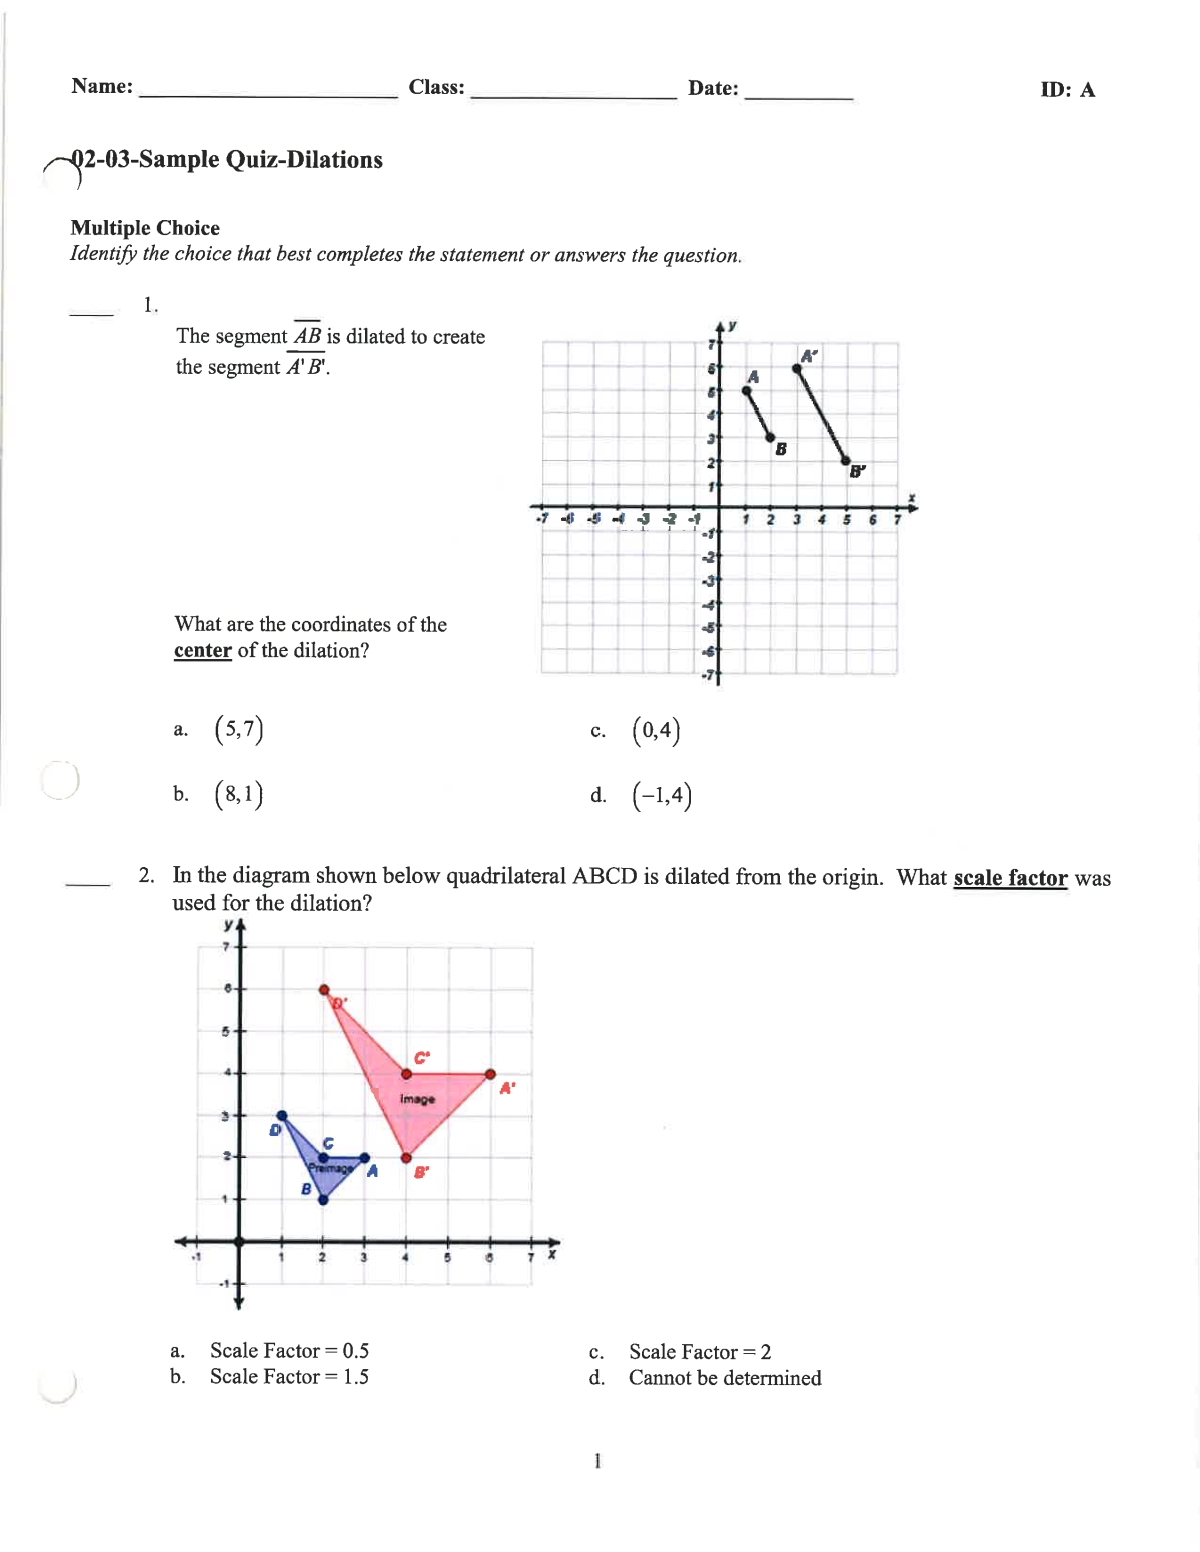 Name: ____________ Class: ____________ Date: ____________ ID: A
02-03-Sample Quiz-Dilations
Multiple Choice
Identify the choice that best completes the statement or answers the question.
____ 1.
The segment AB is dilated to create
the segment A'B'.
y
7
6
5
4
3
2
1
A
A'
B
B'
x
-7 -6 -5 -4 -3 -2 -1 1 2 3 4 5 6 7
-1
-2
-3
-4
-5
-6
-7
What are the coordinates of the
center of the dilation?
a. (5,7) c. (0,4)
b. (8,1) d. (−1,4)
____ 2. In the diagram shown below quadrilateral ABCD is dilated from the origin. What scale factor was
used for the dilation?
y
7
6
D'
5
C'
4
A'
Image
3
D
C
2
Preimage A
B'
B
1
-1 1 2 3 4 5 6 7 x
-1
a. Scale Factor = 0.5 c. Scale Factor = 2
b. Scale Factor = 1.5 d. Cannot be determined
1